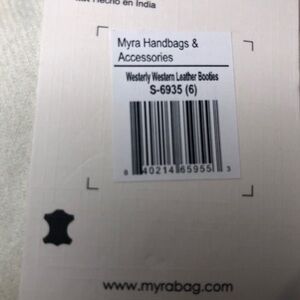 Hecho en India
Myra Handbags &
Accessories
Westerly Western Leather Booties
S-6935 (6)
8 40214 65955 3
www.myrabag.com